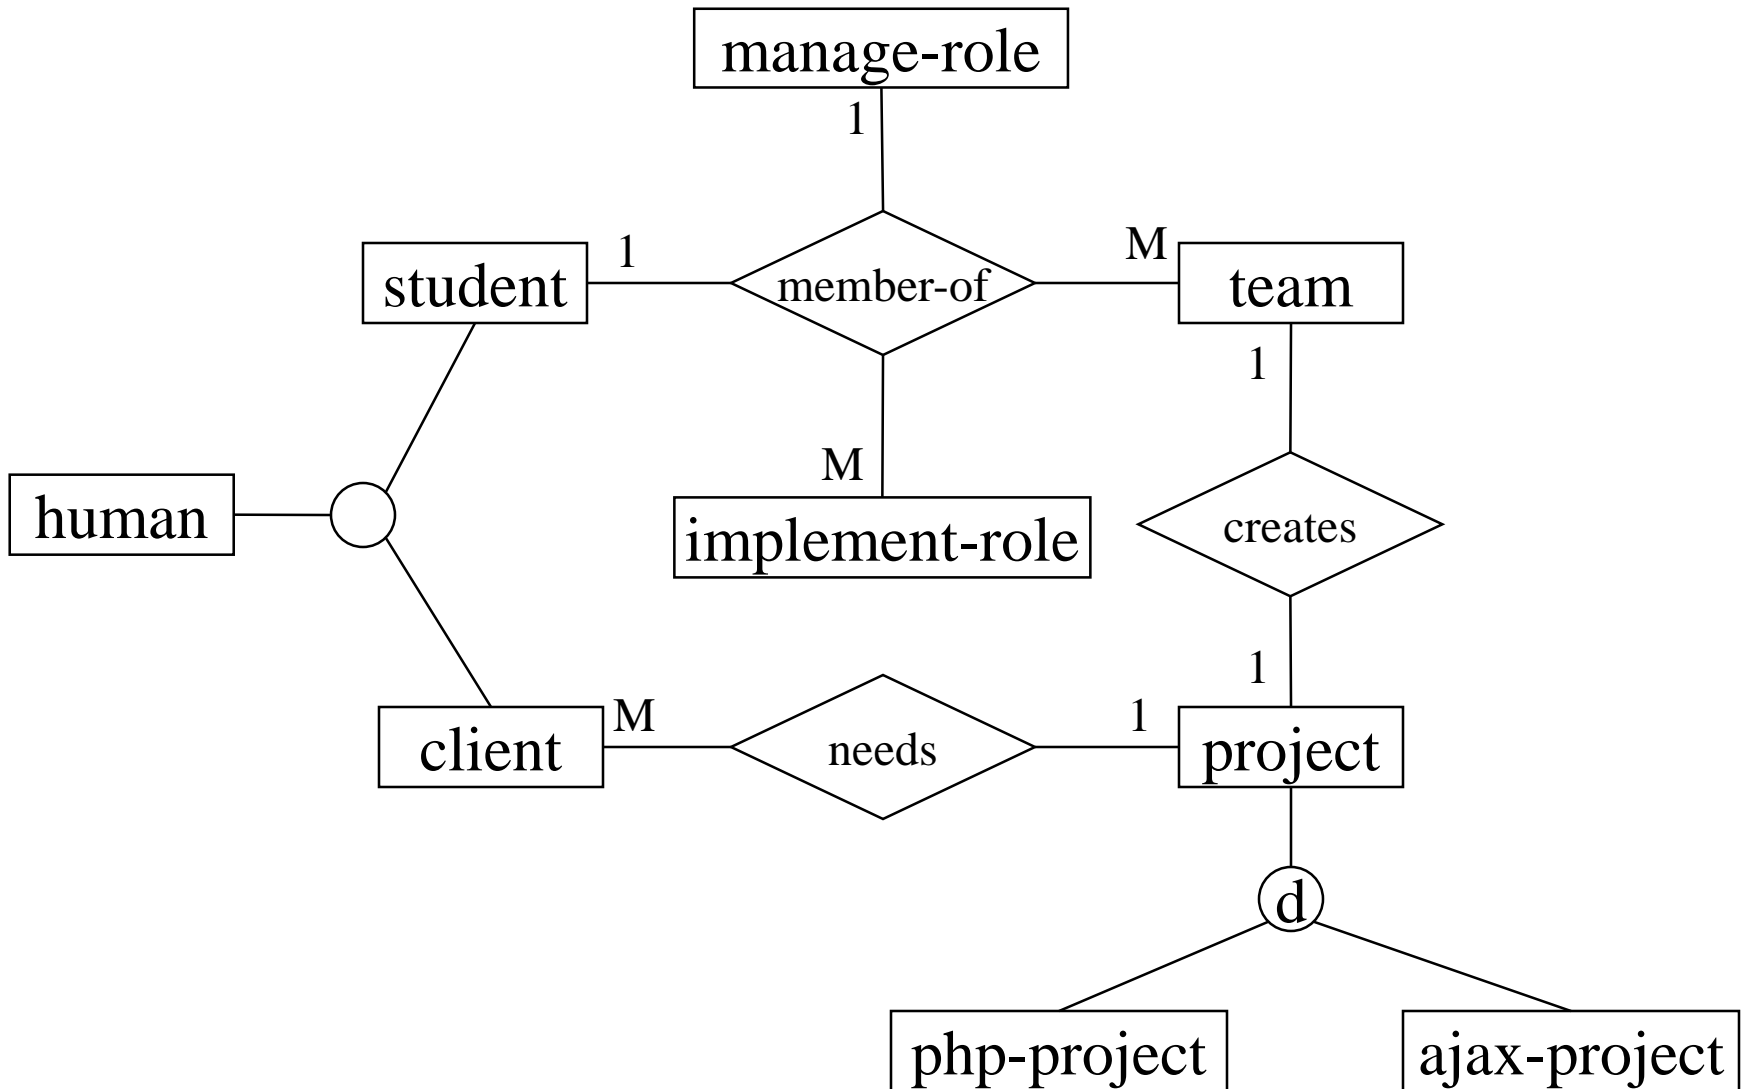 manage-role
1
student
1
member-of
M
team
1
M
implement-role
human
creates
1
client
M
needs
1
project
d
php-project
ajax-project